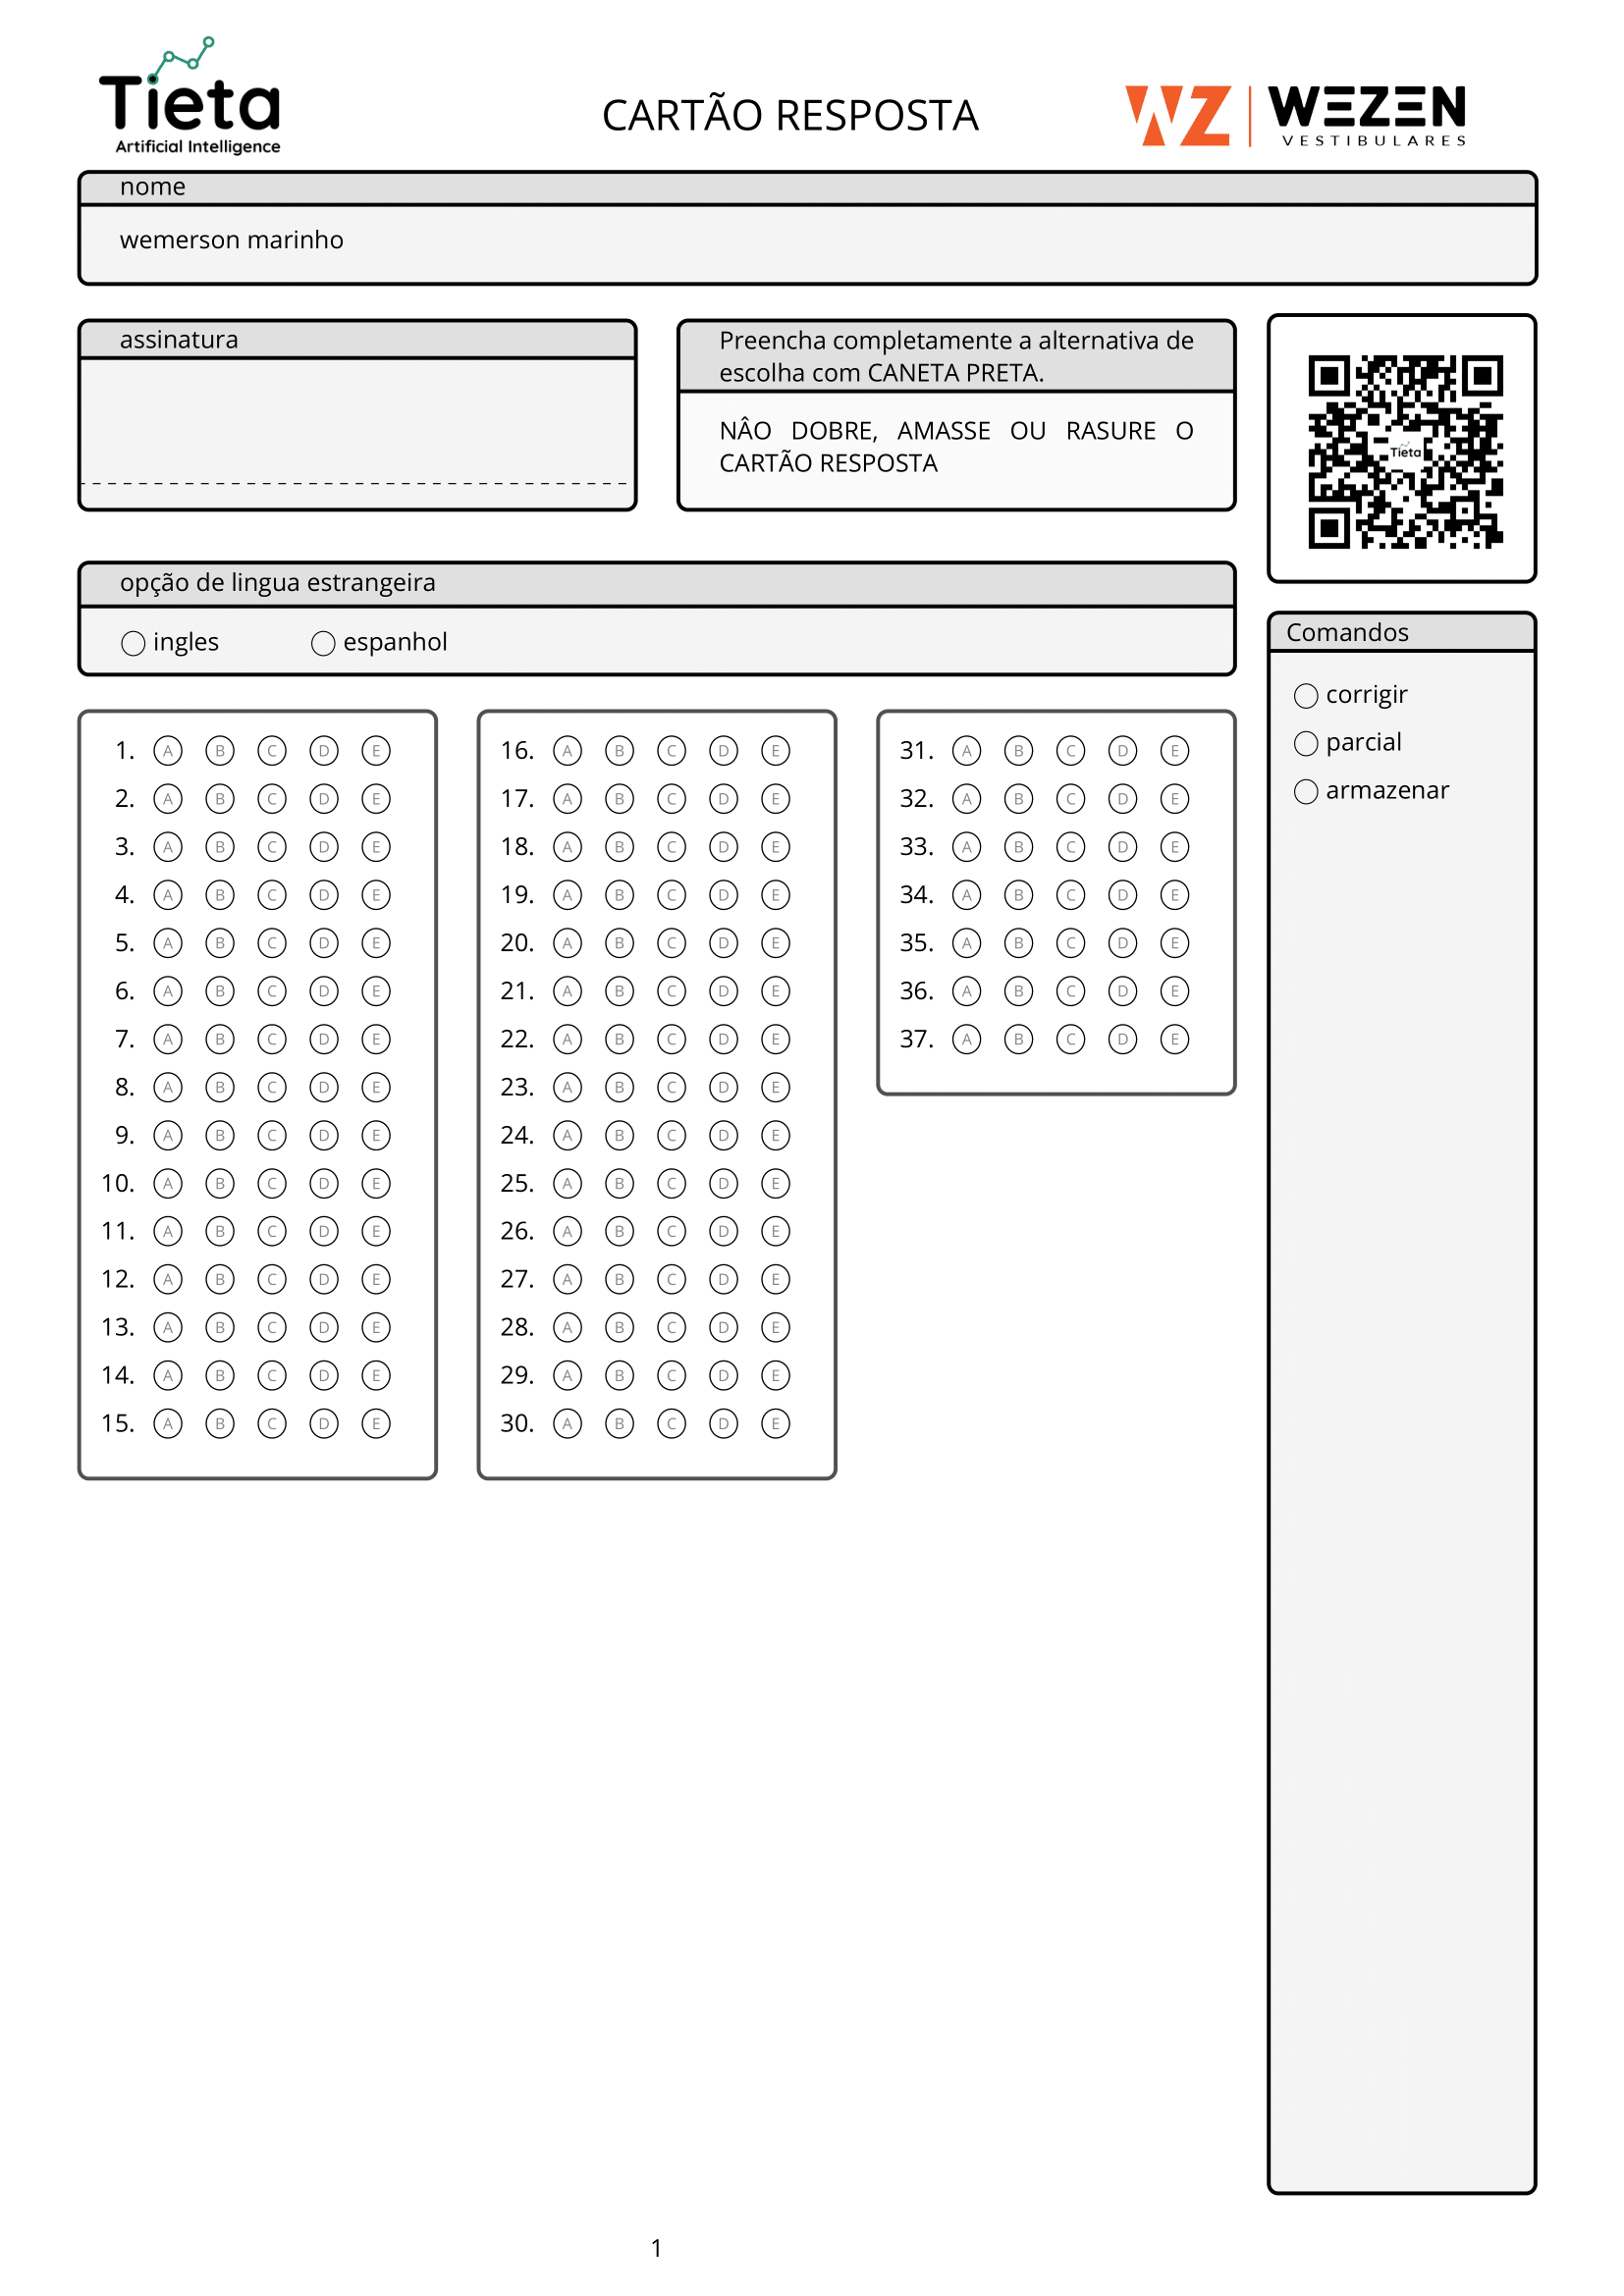 Tieta
Artificial Intelligence
CARTÃO RESPOSTA
WZ WEZEN
VESTIBULARES
nome
wemerson marinho
assinatura
Preencha completamente a alternativa de
escolha com CANETA PRETA.
NÂO DOBRE, AMASSE OU RASURE O
CARTÃO RESPOSTA
Tieta
opção de lingua estrangeira
ingles espanhol
Comandos
corrigir
parcial
armazenar
1. A B C D E
2. A B C D E
3. A B C D E
4. A B C D E
5. A B C D E
6. A B C D E
7. A B C D E
8. A B C D E
9. A B C D E
10. A B C D E
11. A B C D E
12. A B C D E
13. A B C D E
14. A B C D E
15. A B C D E
16. A B C D E
17. A B C D E
18. A B C D E
19. A B C D E
20. A B C D E
21. A B C D E
22. A B C D E
23. A B C D E
24. A B C D E
25. A B C D E
26. A B C D E
27. A B C D E
28. A B C D E
29. A B C D E
30. A B C D E
31. A B C D E
32. A B C D E
33. A B C D E
34. A B C D E
35. A B C D E
36. A B C D E
37. A B C D E
1